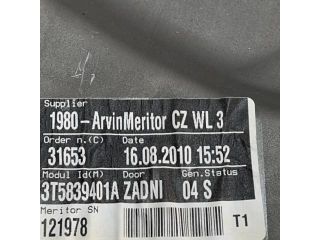 Supplier
1980-ArvinMeritor CZ WL 3
Order n.(C) Date
31653 16.08.2010 15:52
Modul Id(M) Door Gen.Status
3T5839401A ZADNI 04 S
Meritor SN
121978 T1